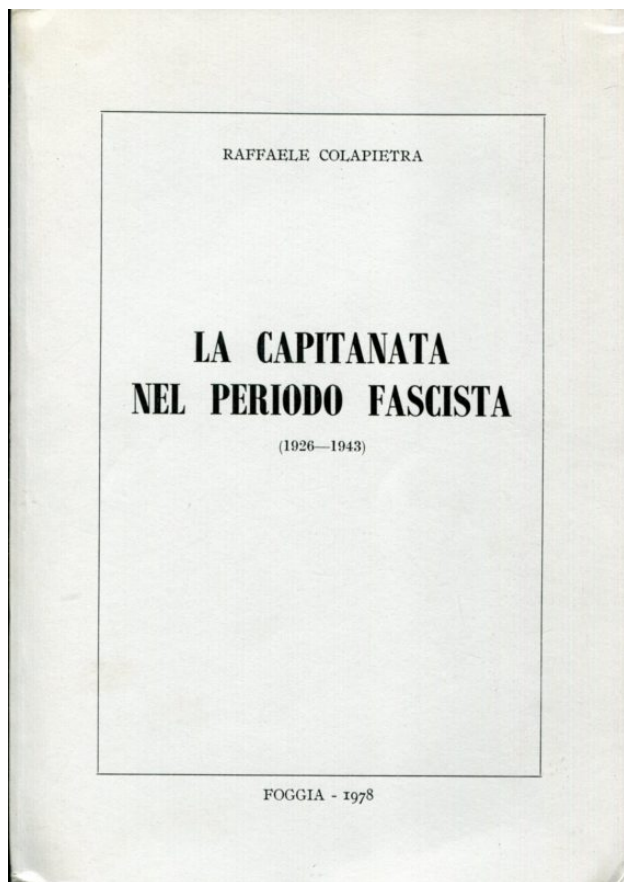 RAFFAELE COLAPIETRA
LA CAPITANATA
NEL PERIODO FASCISTA
(1926—1943)
FOGGIA - 1978